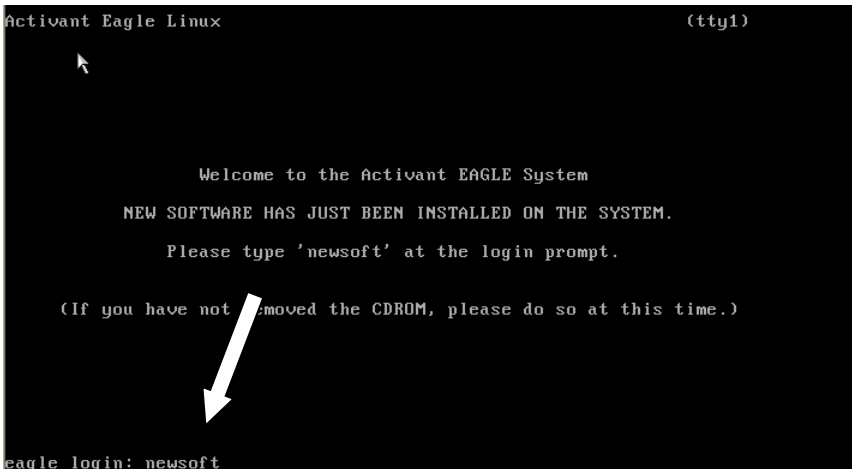 Activant Eagle Linux (tty1)
Welcome to the Activant EAGLE System
NEW SOFTWARE HAS JUST BEEN INSTALLED ON THE SYSTEM.
Please type 'newsoft' at the login prompt.
(If you have not removed the CDROM, please do so at this time.)
eagle login: newsoft